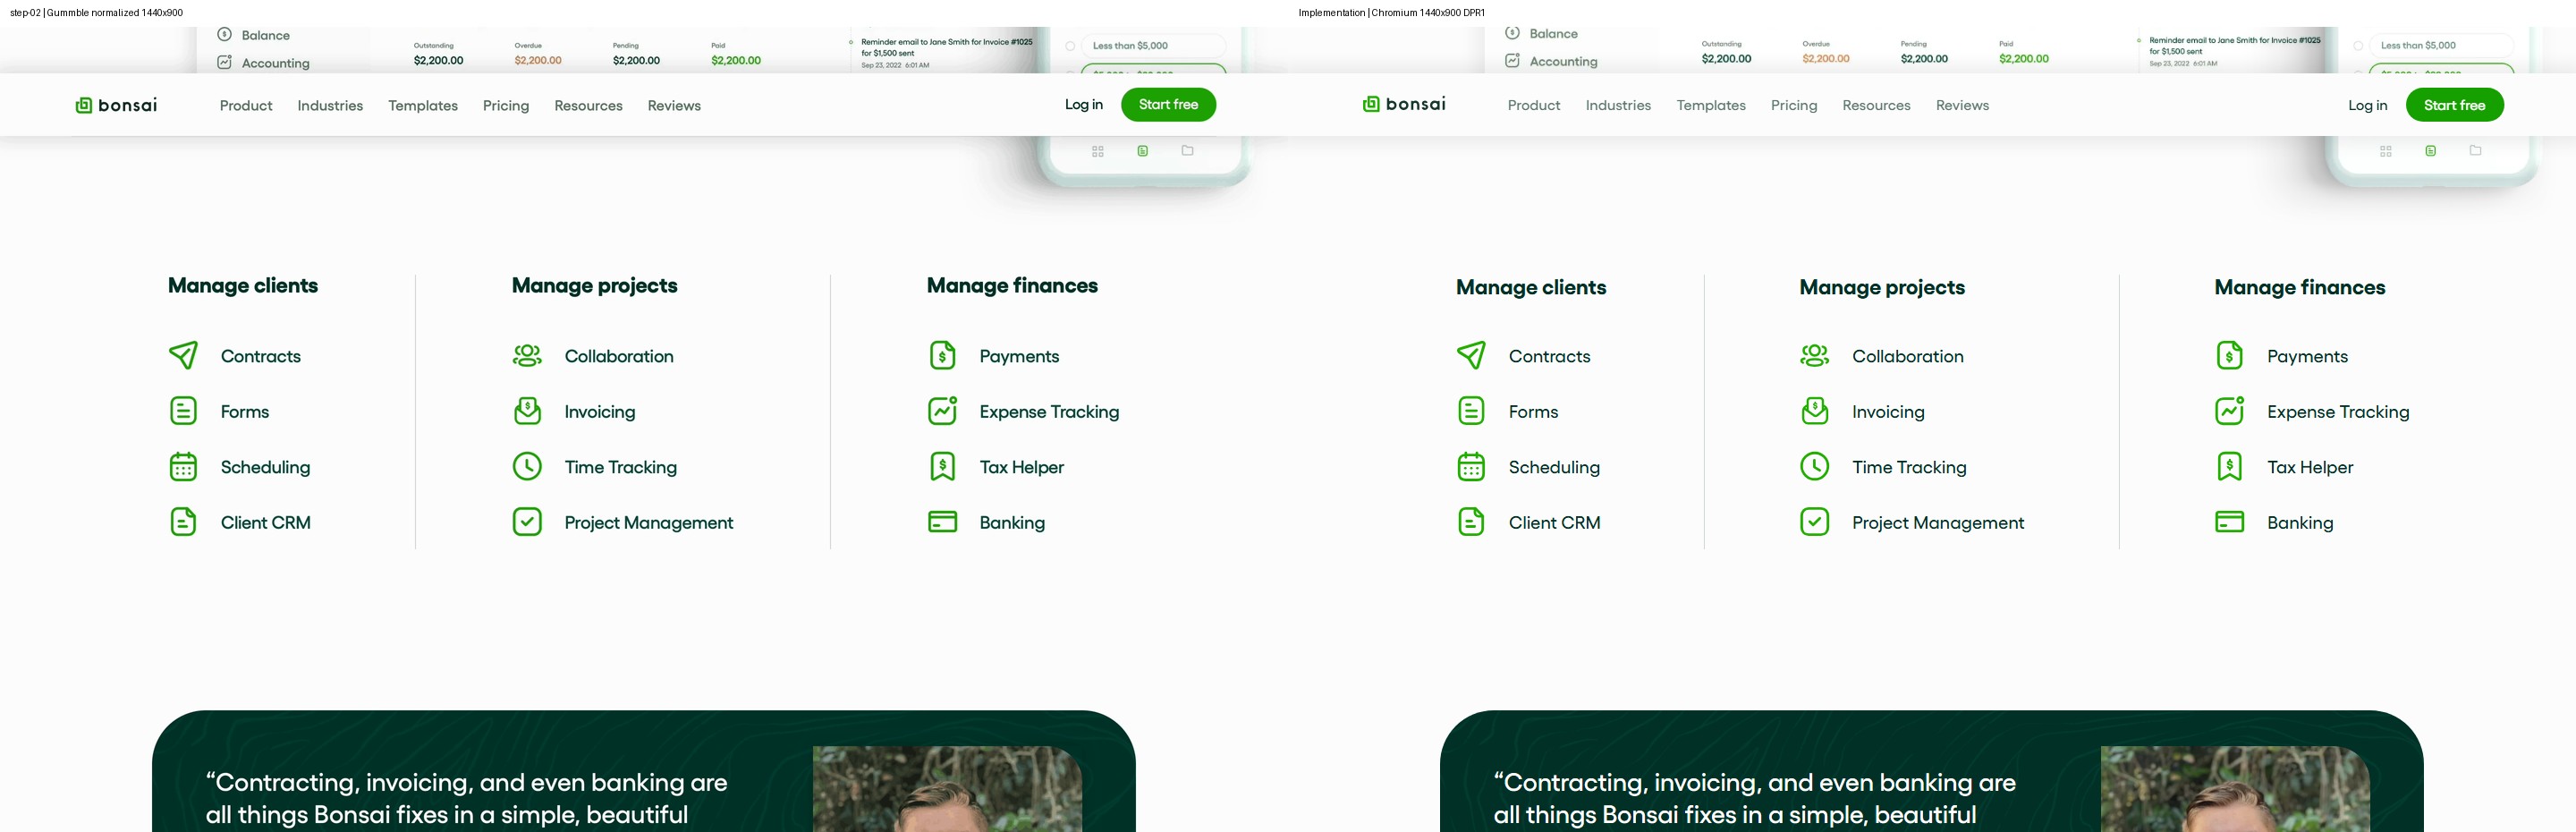 step-02 | Gummble normalized 1440x900
Implementation | Chromium 1440x900 DPR1
Balance
Accounting
Outstanding
$2,200.00
Overdue
$2,200.00
Pending
$2,200.00
Paid
$2,200.00
Reminder email to Jane Smith for Invoice #1025
for $1,500 sent
Sep 23, 2022 6:01 AM
Less than $5,000
bonsai
Product
Industries
Templates
Pricing
Resources
Reviews
Log in
Start free
Manage clients
Contracts
Forms
Scheduling
Client CRM
Manage projects
Collaboration
Invoicing
Time Tracking
Project Management
Manage finances
Payments
Expense Tracking
Tax Helper
Banking
“Contracting, invoicing, and even banking are
all things Bonsai fixes in a simple, beautiful
Balance
Accounting
Outstanding
$2,200.00
Overdue
$2,200.00
Pending
$2,200.00
Paid
$2,200.00
Reminder email to Jane Smith for Invoice #1025
for $1,500 sent
Sep 23, 2022 6:01 AM
Less than $5,000
bonsai
Product
Industries
Templates
Pricing
Resources
Reviews
Log in
Start free
Manage clients
Contracts
Forms
Scheduling
Client CRM
Manage projects
Collaboration
Invoicing
Time Tracking
Project Management
Manage finances
Payments
Expense Tracking
Tax Helper
Banking
“Contracting, invoicing, and even banking are
all things Bonsai fixes in a simple, beautiful